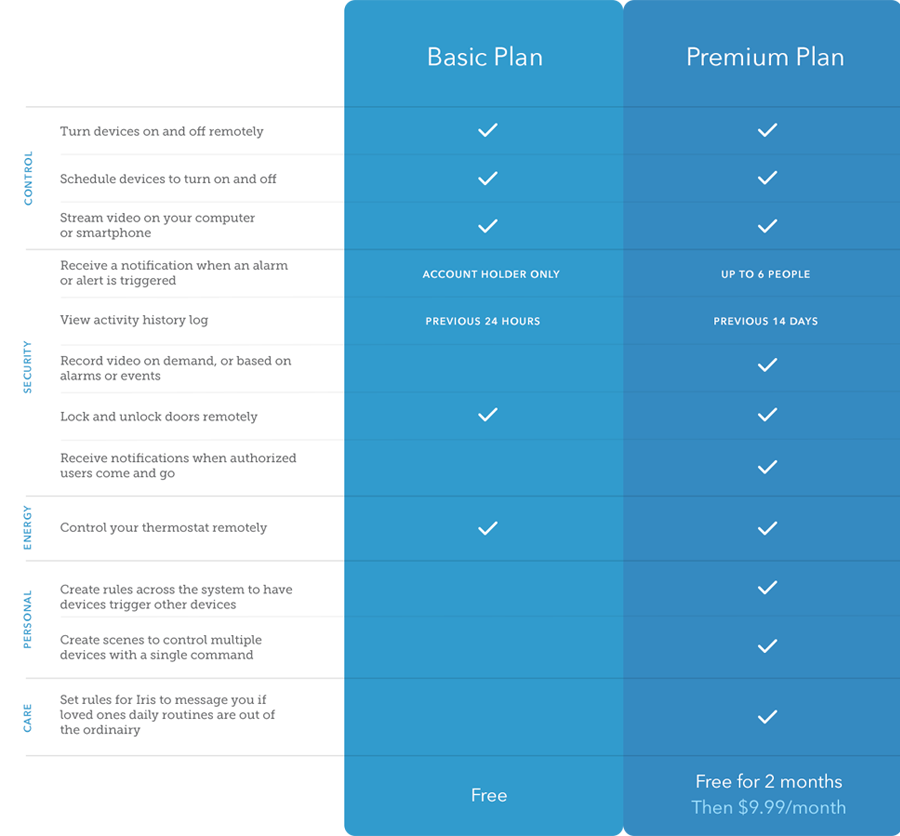 Basic Plan
Premium Plan
CONTROL
Turn devices on and off remotely
Schedule devices to turn on and off
Stream video on your computer
or smartphone
SECURITY
Receive a notification when an alarm
or alert is triggered
ACCOUNT HOLDER ONLY
UP TO 6 PEOPLE
View activity history log
PREVIOUS 24 HOURS
PREVIOUS 14 DAYS
Record video on demand, or based on
alarms or events
Lock and unlock doors remotely
Receive notifications when authorized
users come and go
ENERGY
Control your thermostat remotely
PERSONAL
Create rules across the system to have
devices trigger other devices
Create scenes to control multiple
devices with a single command
CARE
Set rules for Iris to message you if
loved ones daily routines are out of
the ordinairy
Free
Free for 2 months
Then $9.99/month